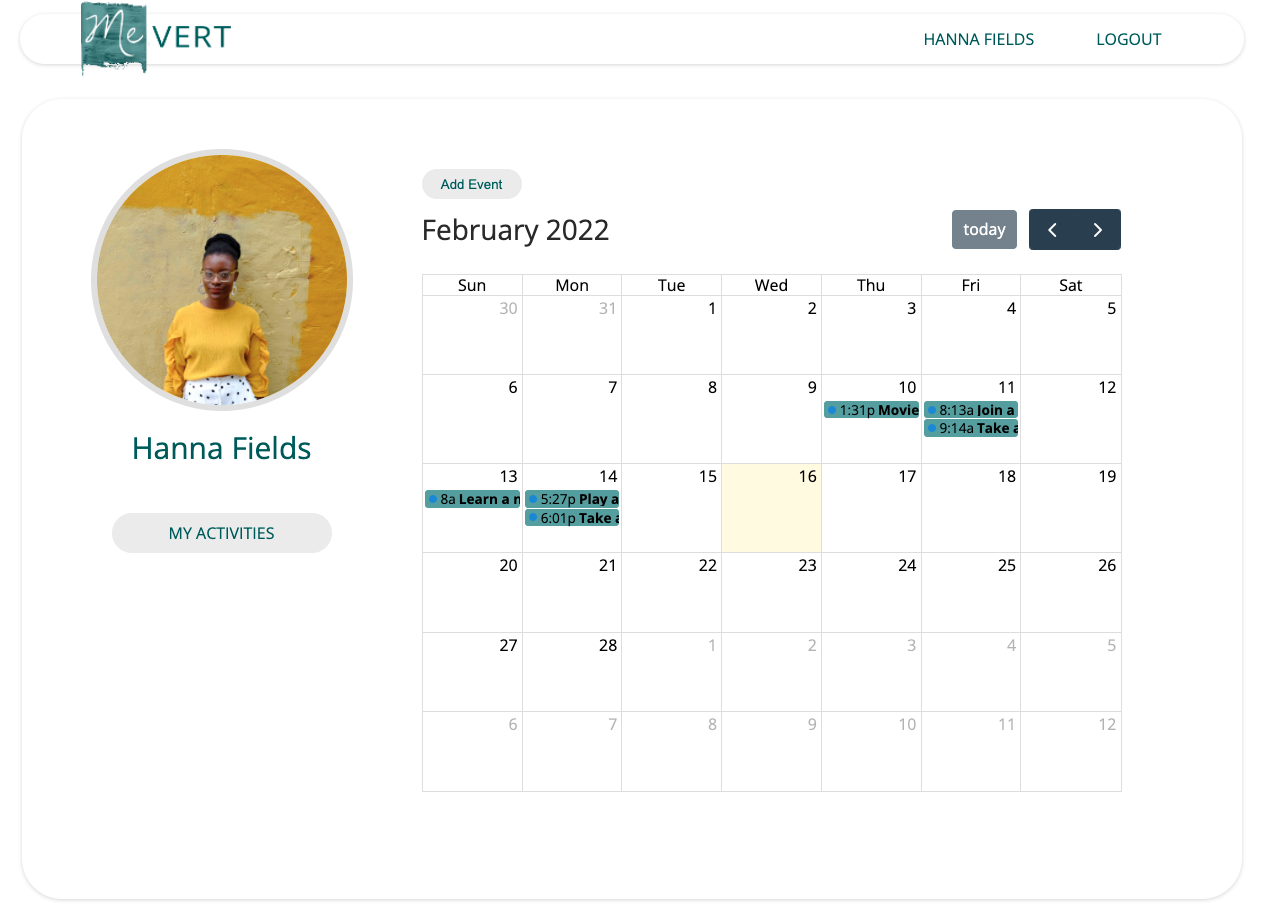 Me VERT
HANNA FIELDS LOGOUT
Add Event
February 2022
today
Sun Mon Tue Wed Thu Fri Sat
30 31 1 2 3 4 5
6 7 8 9 10 11 12
1:31p Movie 8:13a Join a
9:14a Take a
Hanna Fields
MY ACTIVITIES
13 14 15 16 17 18 19
8a Learn a n 5:27p Play a
6:01p Take a
20 21 22 23 24 25 26
27 28 1 2 3 4 5
6 7 8 9 10 11 12